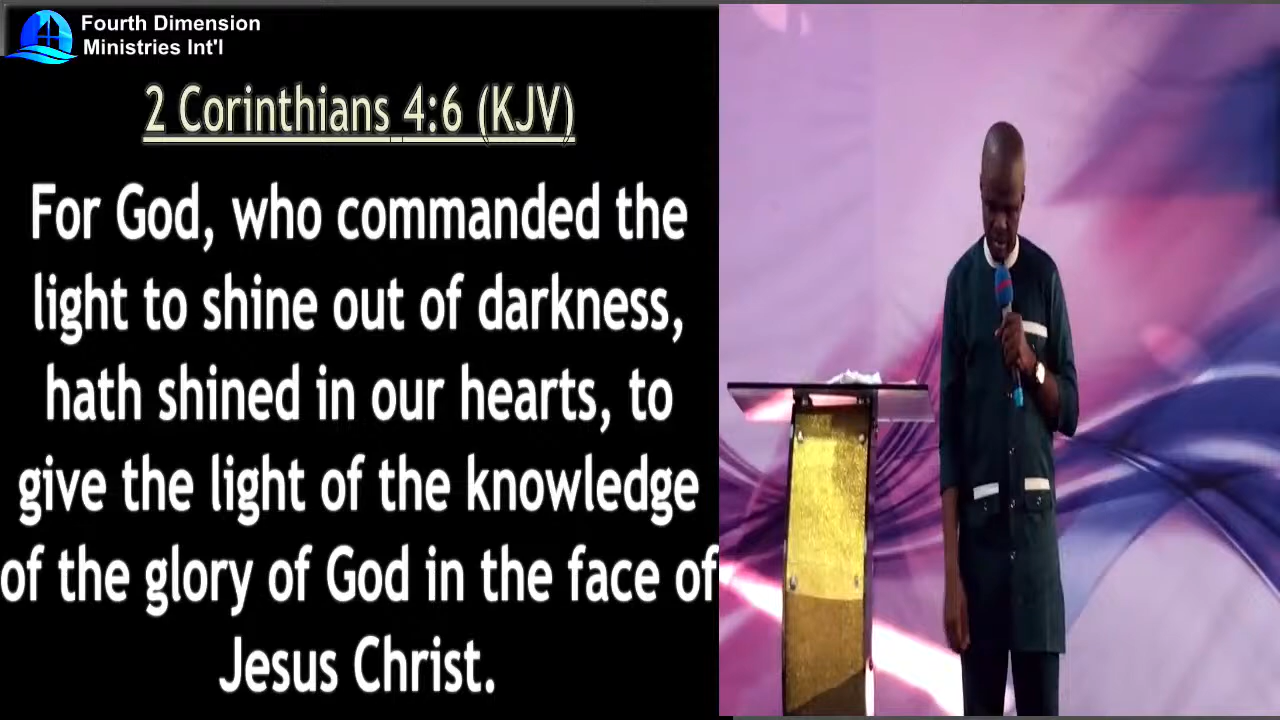 Fourth Dimension
Ministries Int'l
2 Corinthians 4:6 (KJV)
For God, who commanded the
light to shine out of darkness,
hath shined in our hearts, to
give the light of the knowledge
of the glory of God in the face of
Jesus Christ.